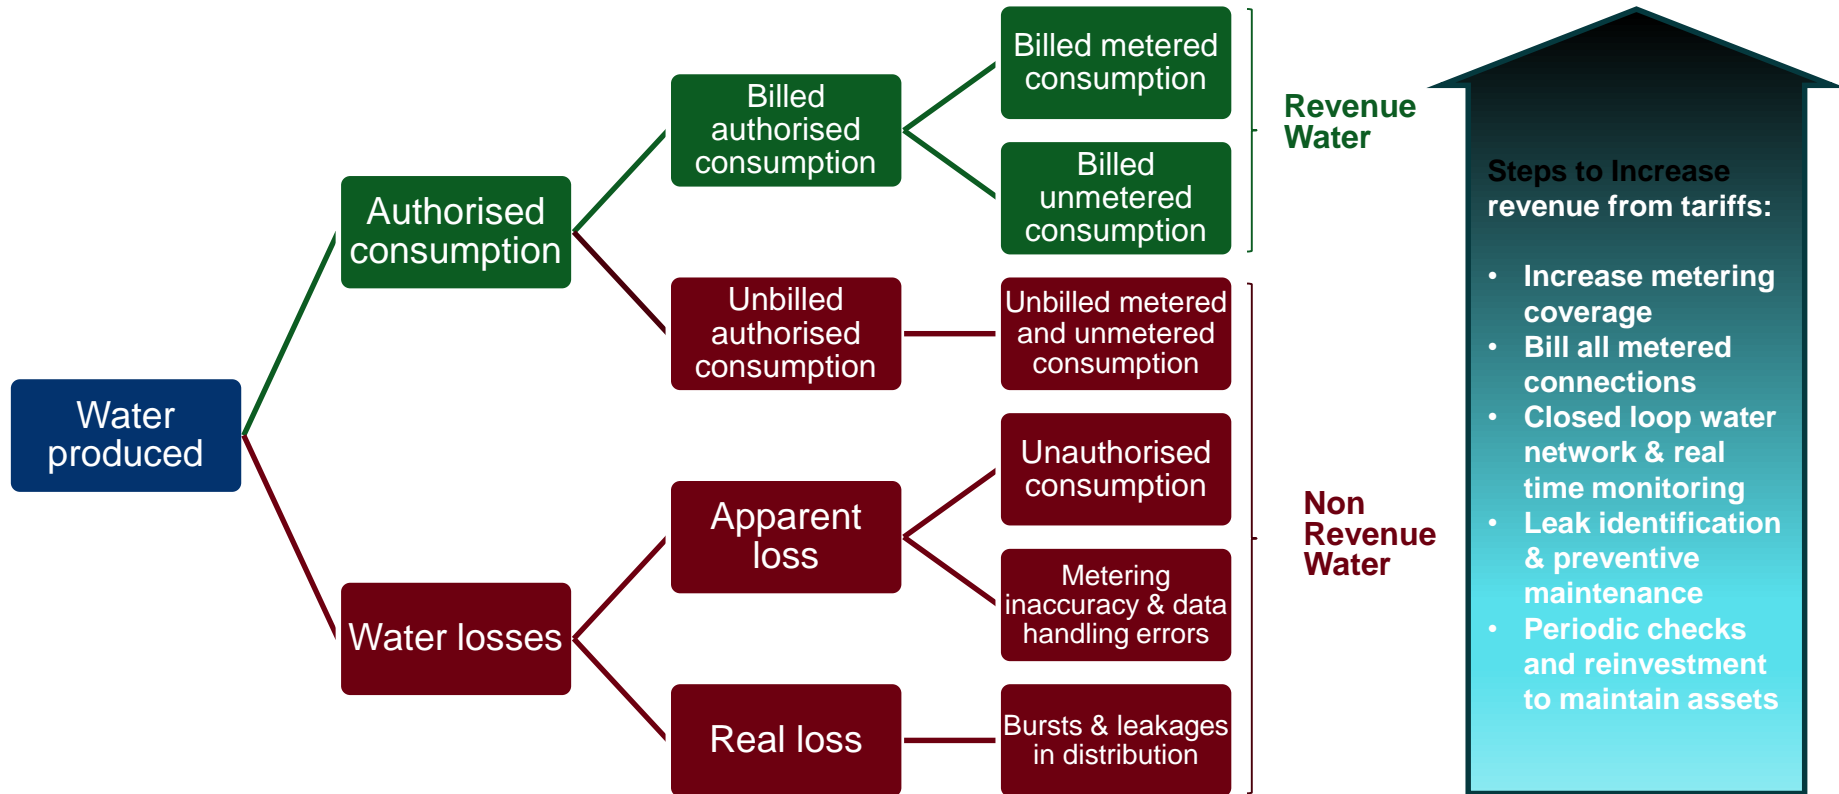 Water
produced
Authorised
consumption
Water losses
Billed
authorised
consumption
Unbilled
authorised
consumption
Apparent
loss
Real loss
Billed metered
consumption
Billed
unmetered
consumption
Unbilled metered
and unmetered
consumption
Unauthorised
consumption
Metering
inaccuracy & data
handling errors
Bursts & leakages
in distribution
Revenue
Water
Non
Revenue
Water
Steps to Increase
revenue from tariffs:
• Increase metering
coverage
• Bill all metered
connections
• Closed loop water
network & real
time monitoring
• Leak identification
& preventive
maintenance
• Periodic checks
and reinvestment
to maintain assets